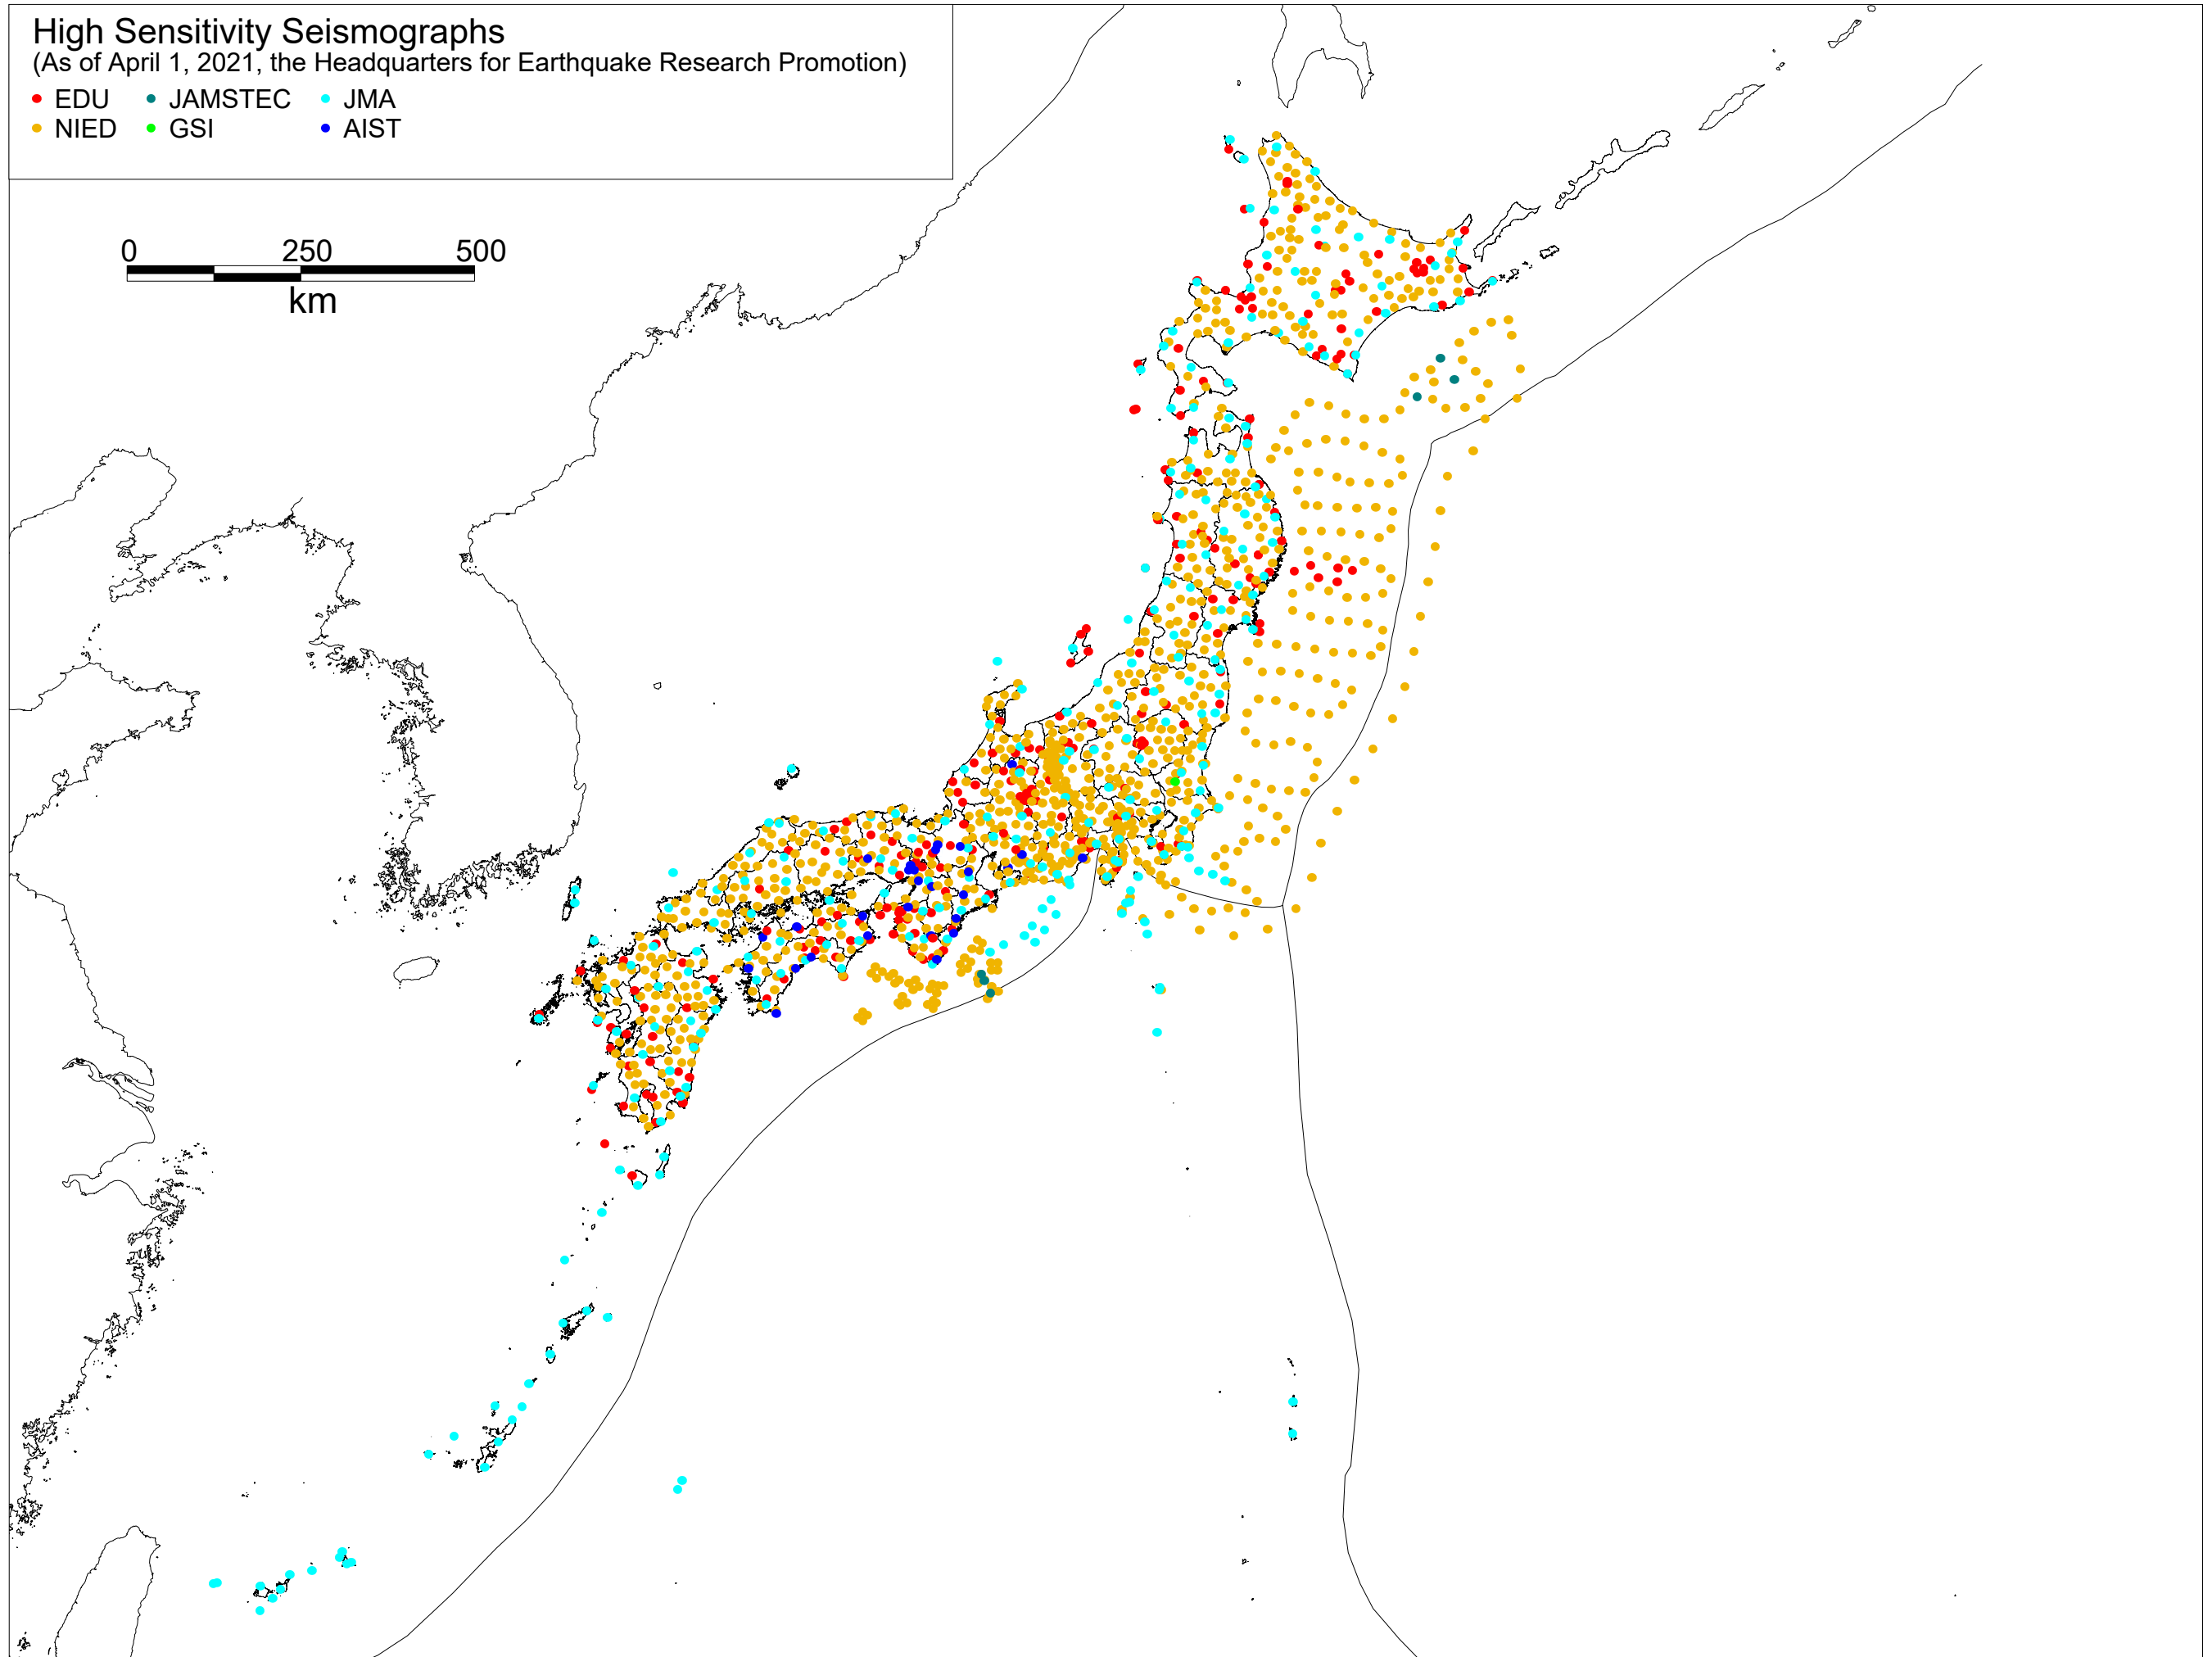 High Sensitivity Seismographs
(As of April 1, 2021, the Headquarters for Earthquake Research Promotion)
EDU JAMSTEC JMA
NIED GSI AIST
0 250 500
km